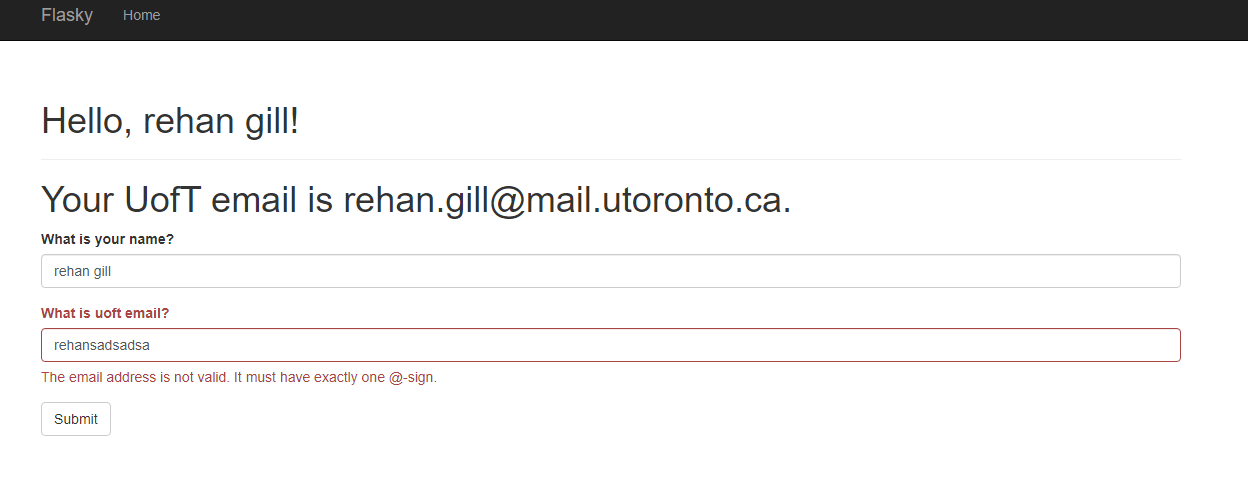 Flasky Home
Hello, rehan gill!
Your UofT email is rehan.gill@mail.utoronto.ca.
What is your name?
rehan gill
What is uoft email?
rehansadsadsa
The email address is not valid. It must have exactly one @-sign.
Submit